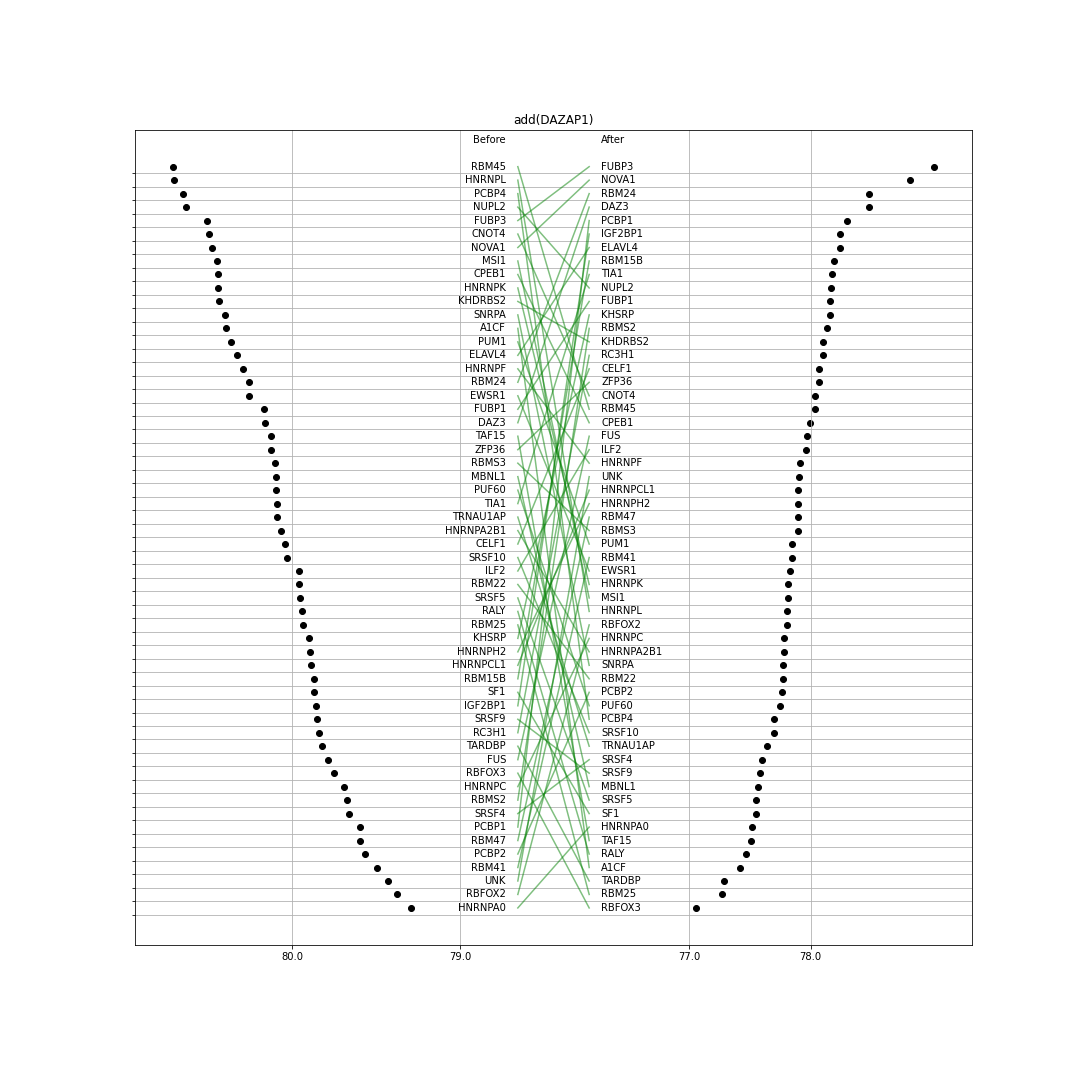 add(DAZAP1)
Before After
RBM45 FUBP3
HNRNPL NOVA1
PCBP4 RBM24
NUPL2 DAZ3
FUBP3 PCBP1
CNOT4 IGF2BP1
NOVA1 ELAVL4
MSI1 RBM15B
CPEB1 TIA1
HNRNPK NUPL2
KHDRBS2 FUBP1
SNRPA KHSRP
A1CF RBMS2
PUM1 KHDRBS2
ELAVL4 RC3H1
HNRNPF CELF1
RBM24 ZFP36
EWSR1 CNOT4
FUBP1 RBM45
DAZ3 CPEB1
TAF15 FUS
ZFP36 ILF2
RBMS3 HNRNPF
MBNL1 UNK
PUF60 HNRNPCL1
TIA1 HNRNPH2
TRNAU1AP RBM47
HNRNPA2B1 RBMS3
CELF1 PUM1
SRSF10 RBM41
ILF2 EWSR1
RBM22 HNRNPK
SRSF5 MSI1
RALY HNRNPL
RBM25 RBFOX2
KHSRP HNRNPC
HNRNPH2 HNRNPA2B1
HNRNPCL1 SNRPA
RBM15B RBM22
SF1 PCBP2
IGF2BP1 PUF60
SRSF9 PCBP4
RC3H1 SRSF10
TARDBP TRNAU1AP
FUS SRSF4
RBFOX3 SRSF9
HNRNPC MBNL1
RBMS2 SRSF5
SRSF4 SF1
PCBP1 HNRNPA0
RBM47 TAF15
PCBP2 RALY
RBM41 A1CF
UNK TARDBP
RBFOX2 RBM25
HNRNPA0 RBFOX3
80.0 79.0 77.0 78.0